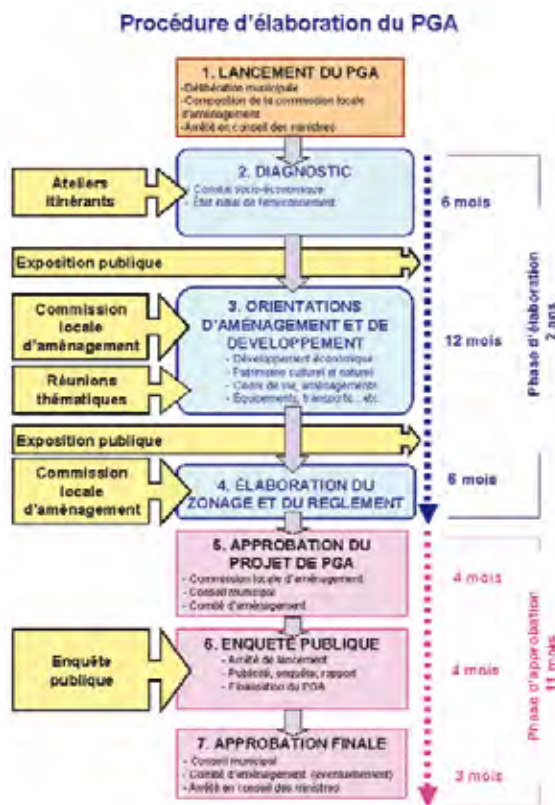 Procédure d'élaboration du PGA
1. LANCEMENT DU PGA
-Délibération municipale
-Composition de la commission locale
d'aménagement
-Arrêté en conseil des ministres
Ateliers
itinérants
2. DIAGNOSTIC
- Constat socio-économique
- Etat initial de l'environnement
6 mois
Exposition publique
Commission
locale
d'aménagement
Réunions
thématiques
3. ORIENTATIONS
D'AMÉNAGEMENT ET DE
DÉVELOPPEMENT
- Développement économique
- Patrimoine culturel et naturel
- Cadre de vie, aménagements
- Équipements, transports...etc.
12 mois
Phase d'élaboration
2 ans
Exposition publique
Commission
locale
d'aménagement
4. ÉLABORATION DU
ZONAGE ET DU REGLEMENT
6 mois
5. APPROBATION DU
PROJET DE PGA
- Commission locale d'aménagement
- Conseil municipal
- Comité d'aménagement
4 mois
Enquête
publique
6. ENQUÊTE PUBLIQUE
- Arrêté de lancement
- Publicité, enquête, rapport
- Finalisation du PGA
4 mois
Phase d'approbation
11 mois
7. APPROBATION FINALE
- Conseil municipal
- Comité d'aménagement (éventuellement)
- Arrêté en conseil des ministres
3 mois